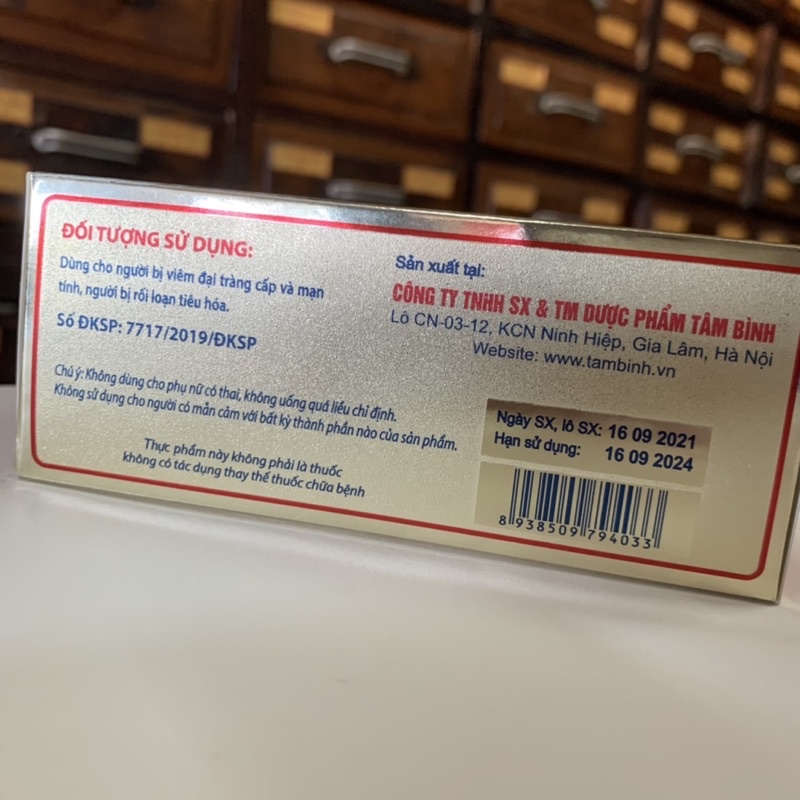 ĐỐI TƯỢNG SỬ DỤNG:
Dùng cho người bị viêm đại tràng cấp và mạn
tính, người bị rối loạn tiêu hóa.
Số ĐKSP: 7717/2019/ĐKSP
Chú ý: Không dùng cho phụ nữ có thai, không uống quá liều chỉ định.
Không sử dụng cho người có mẫn cảm với bất kỳ thành phần nào của sản phẩm.
Thực phẩm này không phải là thuốc
không có tác dụng thay thế thuốc chữa bệnh
Sản xuất tại:
CÔNG TY TNHH SX & TM DƯỢC PHẨM TÂM BÌNH
Lô CN-03-12, KCN Ninh Hiệp, Gia Lâm, Hà Nội
Website: www.tambinh.vn
Ngày SX, lô SX: 16 09 2021
Hạn sử dụng: 16 09 2024
8 938509 794033